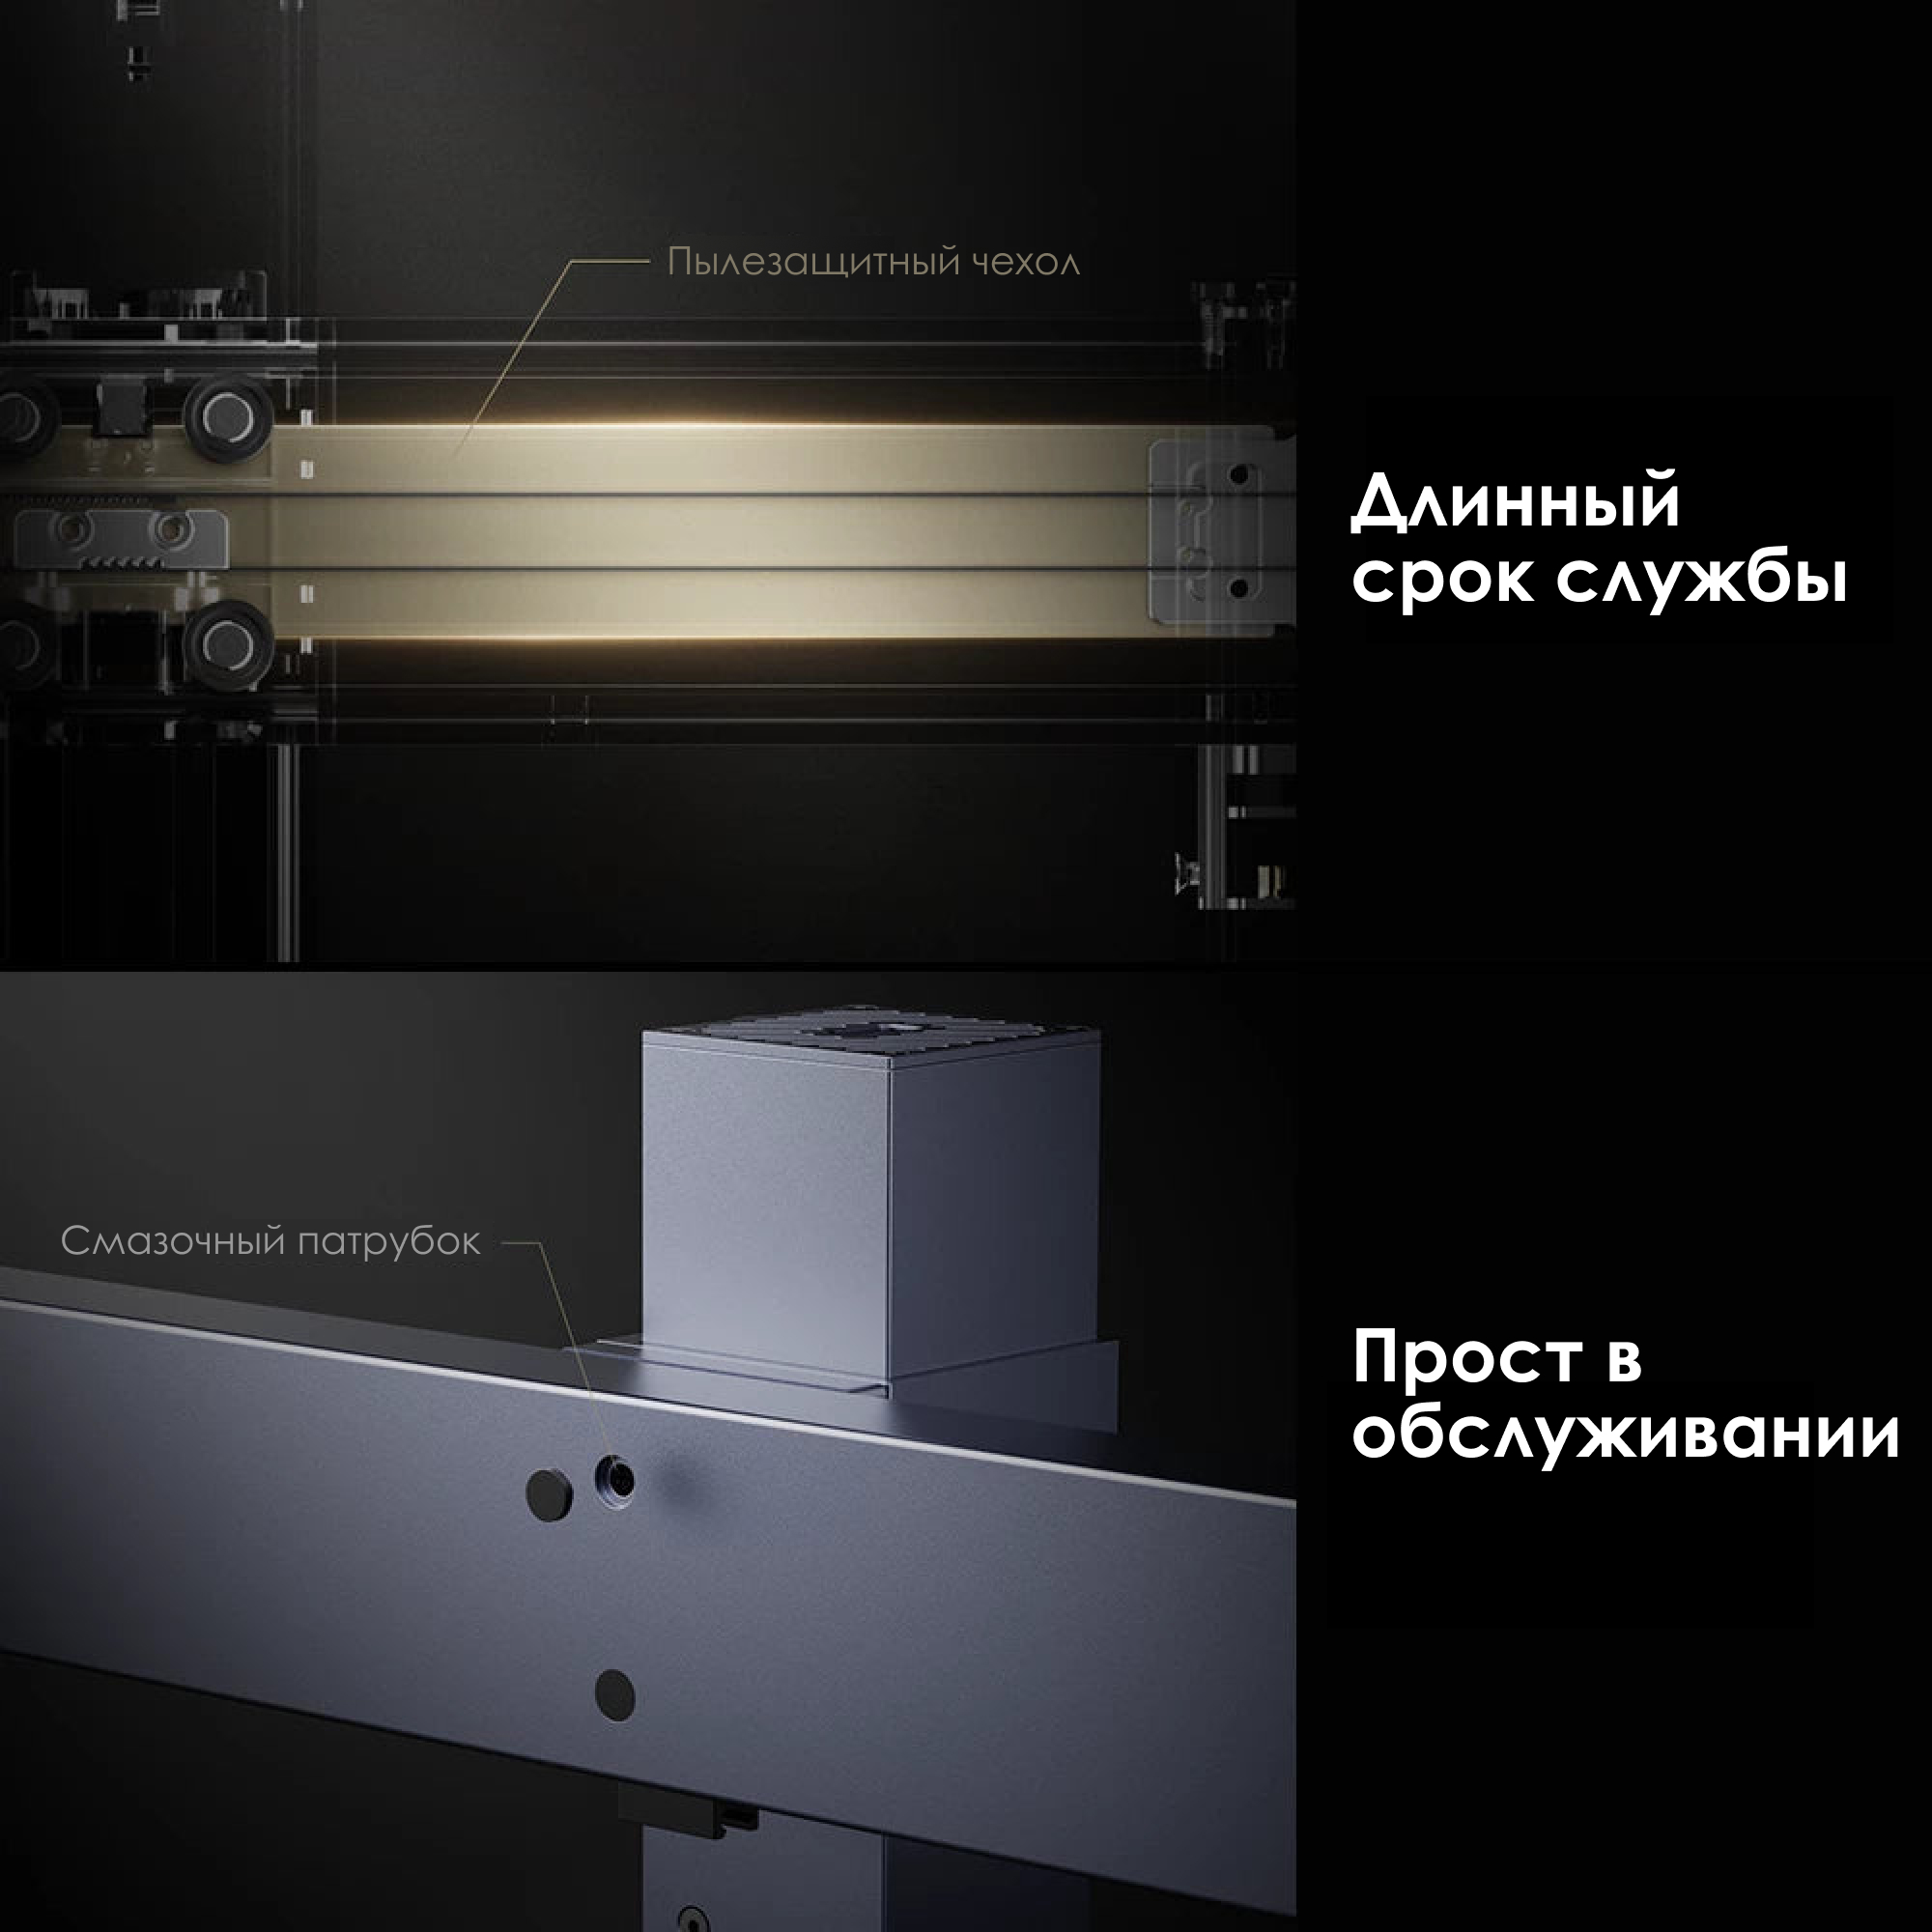 Пылезащитный чехол
Длинный
срок службы
Смазочный патрубок
Прост в
обслуживании